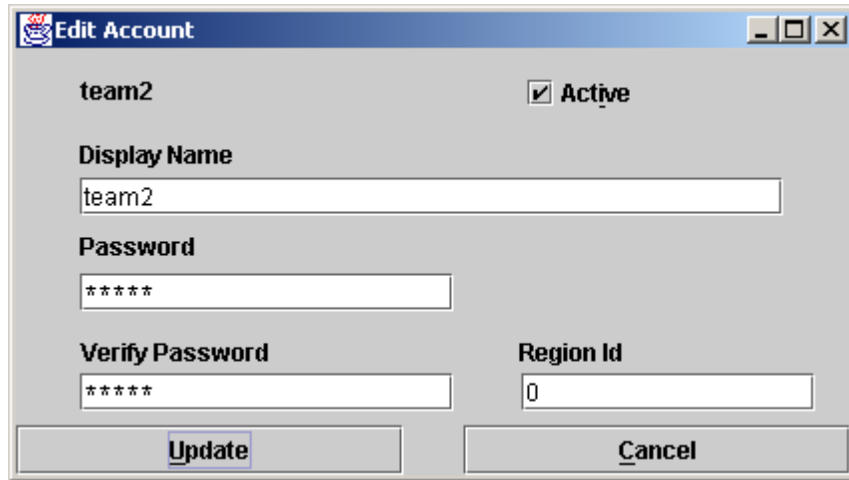 Edit Account
team2 Active
Display Name
team2
Password
*****
Verify Password Region Id
***** 0
Update Cancel